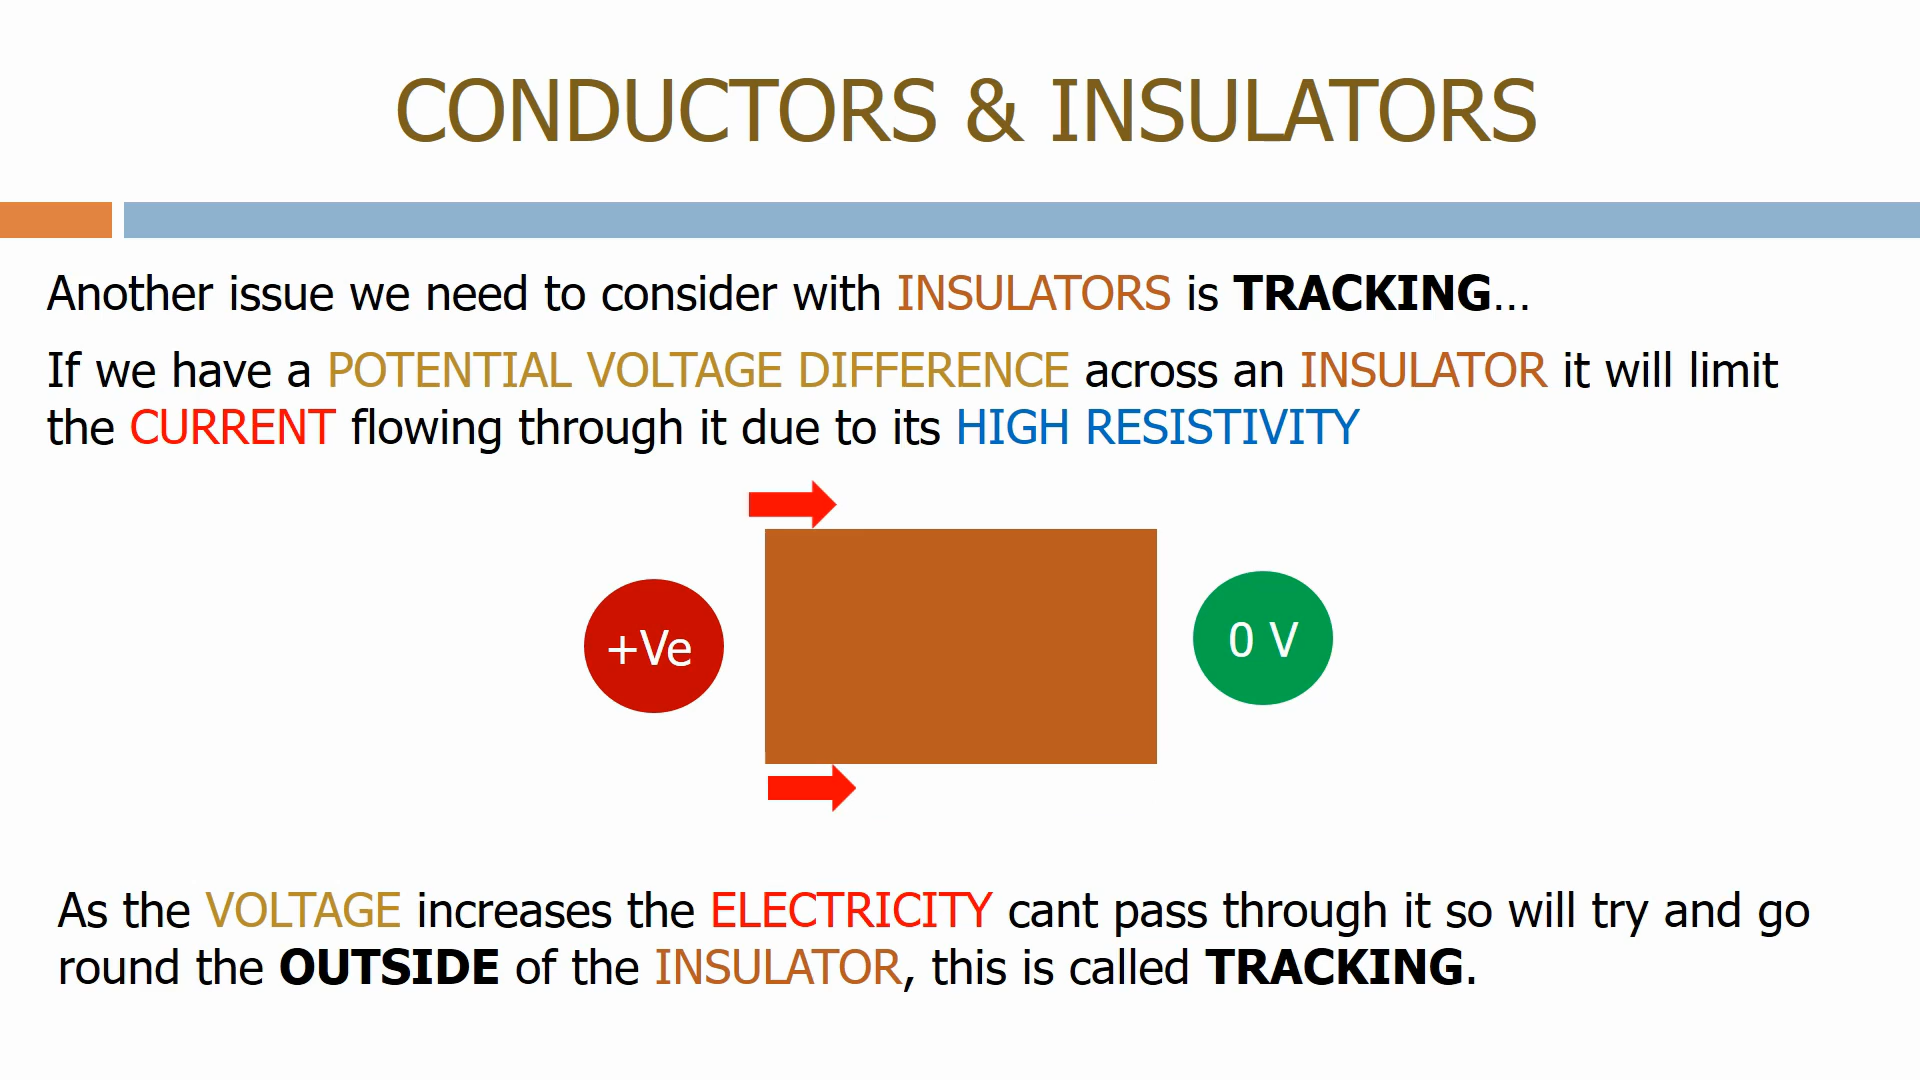 CONDUCTORS & INSULATORS
Another issue we need to consider with INSULATORS is TRACKING...
If we have a POTENTIAL VOLTAGE DIFFERENCE across an INSULATOR it will limit
the CURRENT flowing through it due to its HIGH RESISTIVITY
+Ve
0 V
As the VOLTAGE increases the ELECTRICITY cant pass through it so will try and go
round the OUTSIDE of the INSULATOR, this is called TRACKING.